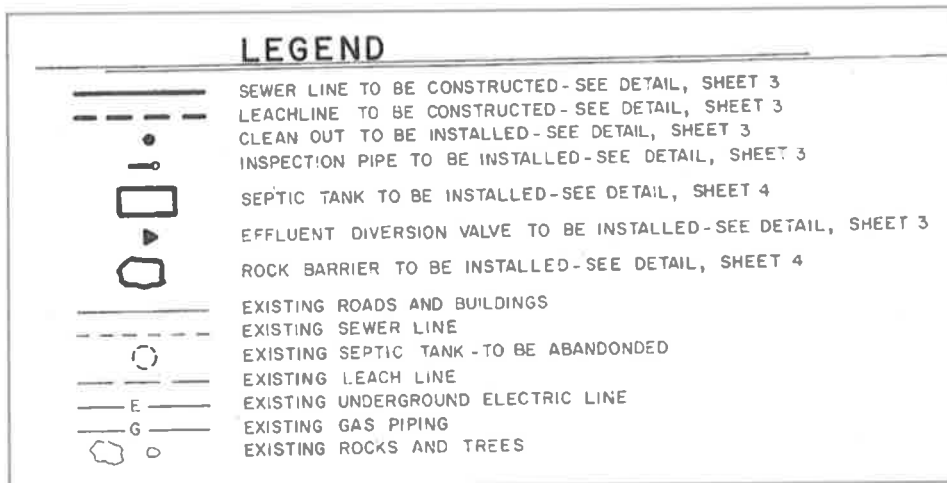 LEGEND
SEWER LINE TO BE CONSTRUCTED - SEE DETAIL, SHEET 3
LEACHLINE TO BE CONSTRUCTED - SEE DETAIL, SHEET 3
CLEAN OUT TO BE INSTALLED - SEE DETAIL, SHEET 3
INSPECTION PIPE TO BE INSTALLED - SEE DETAIL, SHEET 3
SEPTIC TANK TO BE INSTALLED - SEE DETAIL, SHEET 4
EFFLUENT DIVERSION VALVE TO BE INSTALLED - SEE DETAIL, SHEET 3
ROCK BARRIER TO BE INSTALLED - SEE DETAIL, SHEET 4
EXISTING ROADS AND BUILDINGS
EXISTING SEWER LINE
EXISTING SEPTIC TANK - TO BE ABANDONDED
EXISTING LEACH LINE
E EXISTING UNDERGROUND ELECTRIC LINE
G EXISTING GAS PIPING
EXISTING ROCKS AND TREES